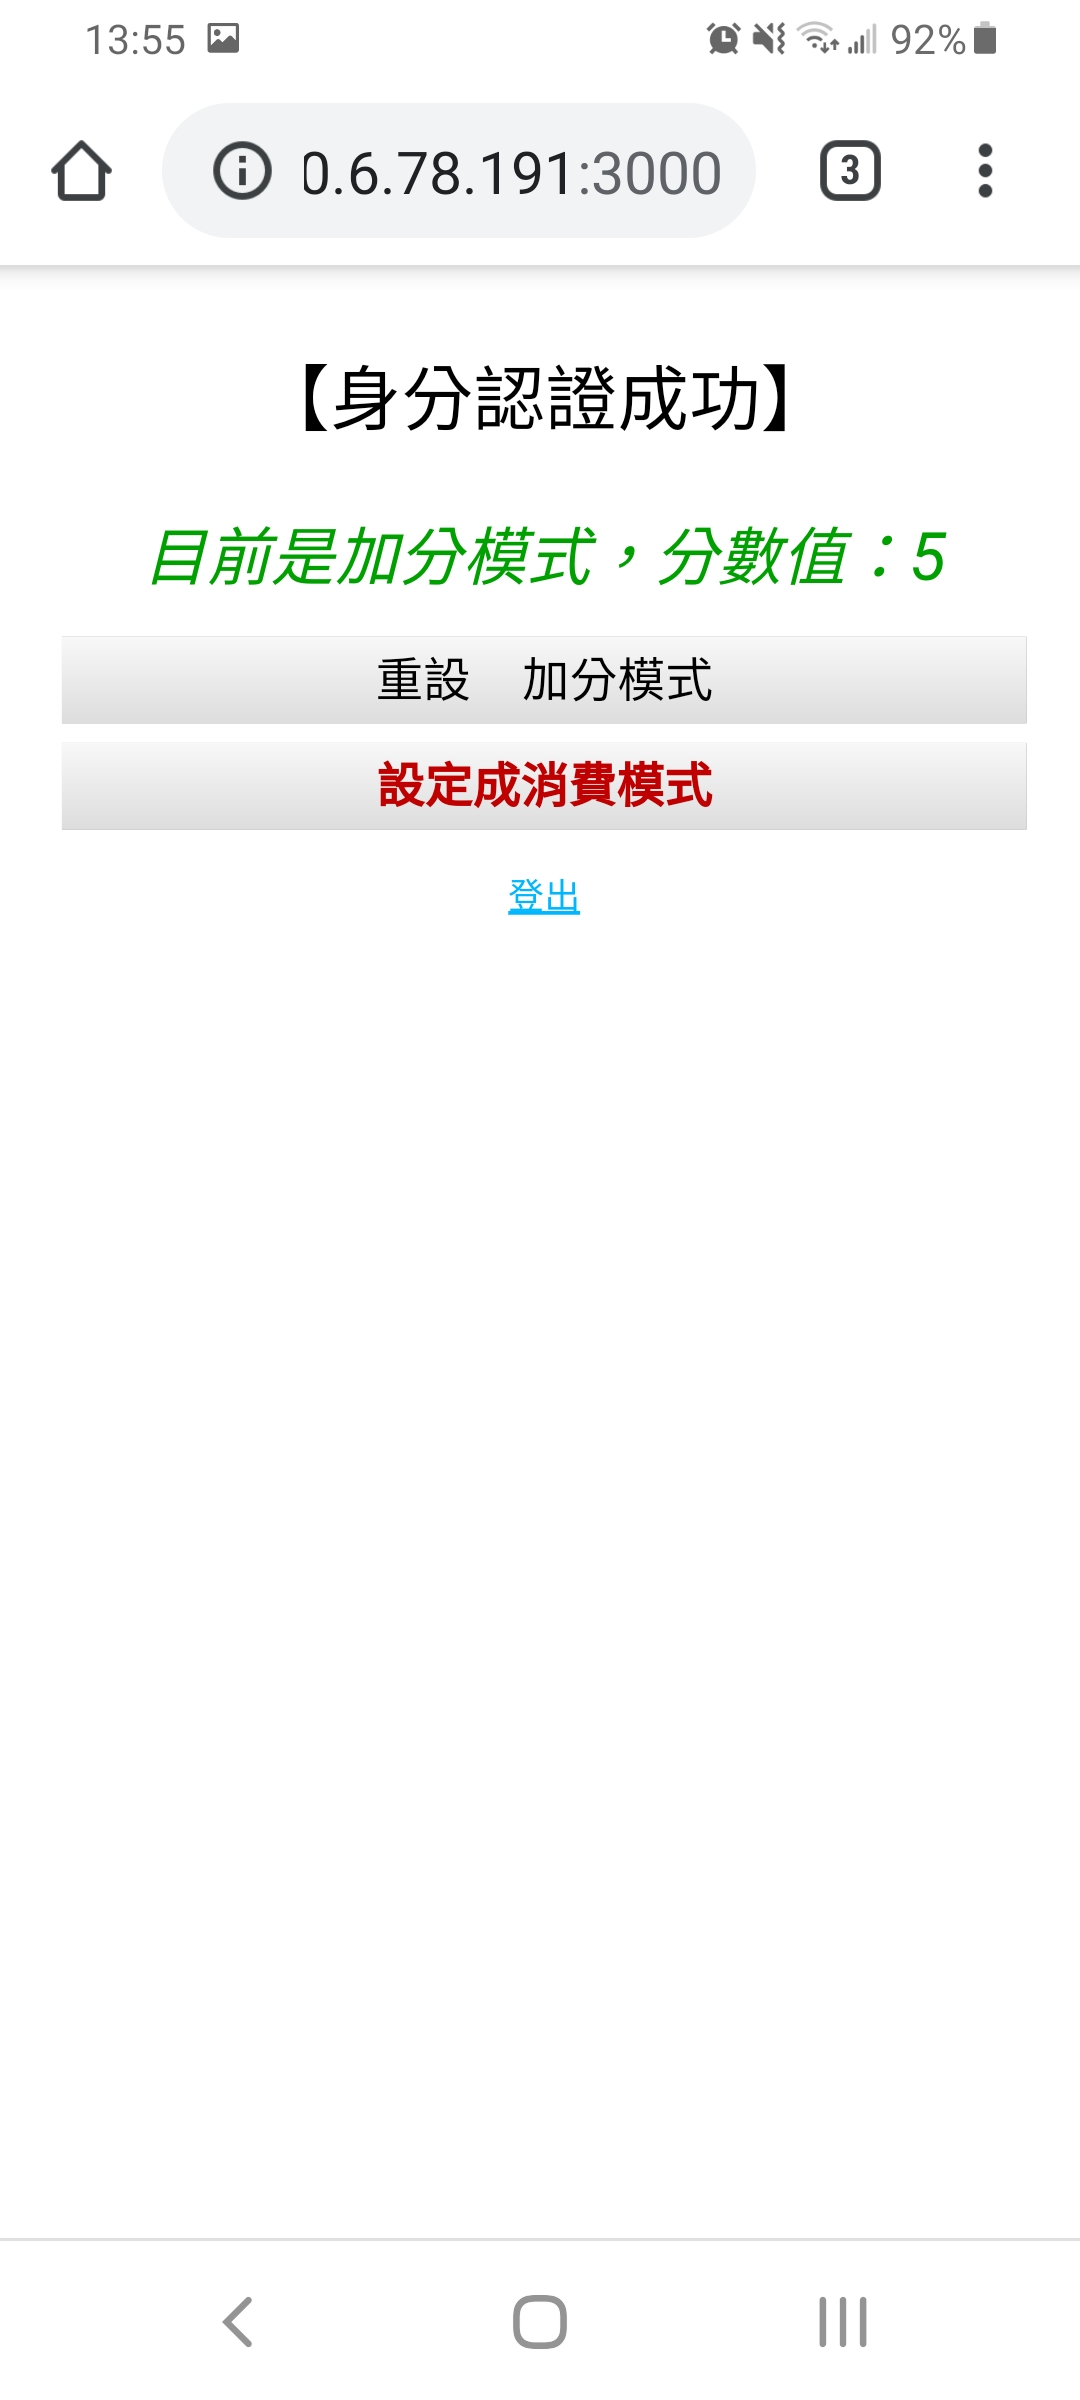 13:55
92%
0.6.78.191:3000
3
【身分認證成功】
目前是加分模式，分數值：5
重設　加分模式
設定成消費模式
登出